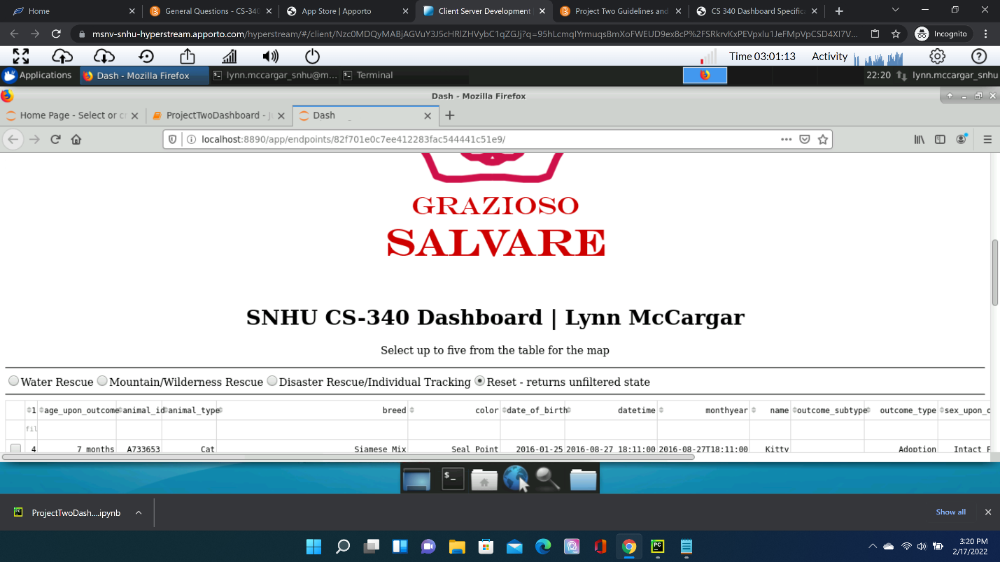 Home
General Questions - CS-340
App Store | Apporto
Client Server Development
Project Two Guidelines and
CS 340 Dashboard Specifica
msnv-snhu-hyperstream.apporto.com/hyperstream/#/client/
Incognito
Time 03:01:13
Activity
Applications
Dash - Mozilla Firefox
lynn.mccargar_snhu@m...
Terminal
22:20
lynn.mccargar_snhu
Dash - Mozilla Firefox
Home Page - Select or cr
ProjectTwoDashboard - Ju
Dash
localhost:8890/app/endpoints/82f701e0c7ee412283fac544441c51e9/
GRAZIOSO
SALVARE
SNHU CS-340 Dashboard | Lynn McCargar
Select up to five from the table for the map
Water Rescue Mountain/Wilderness Rescue Disaster Rescue/Individual Tracking Reset - returns unfiltered state
1 age_upon_outcome animal_id animal_type breed color date_of_birth datetime monthyear name outcome_subtype outcome_type sex_upon_o
fil
4 7 months A733653 Cat Siamese Mix Seal Point 2016-01-25 2016-08-27 18:11:00 2016-08-27T18:11:00 Kitty Adoption Intact F
ProjectTwoDash....ipynb
Show all
3:20 PM
2/17/2022